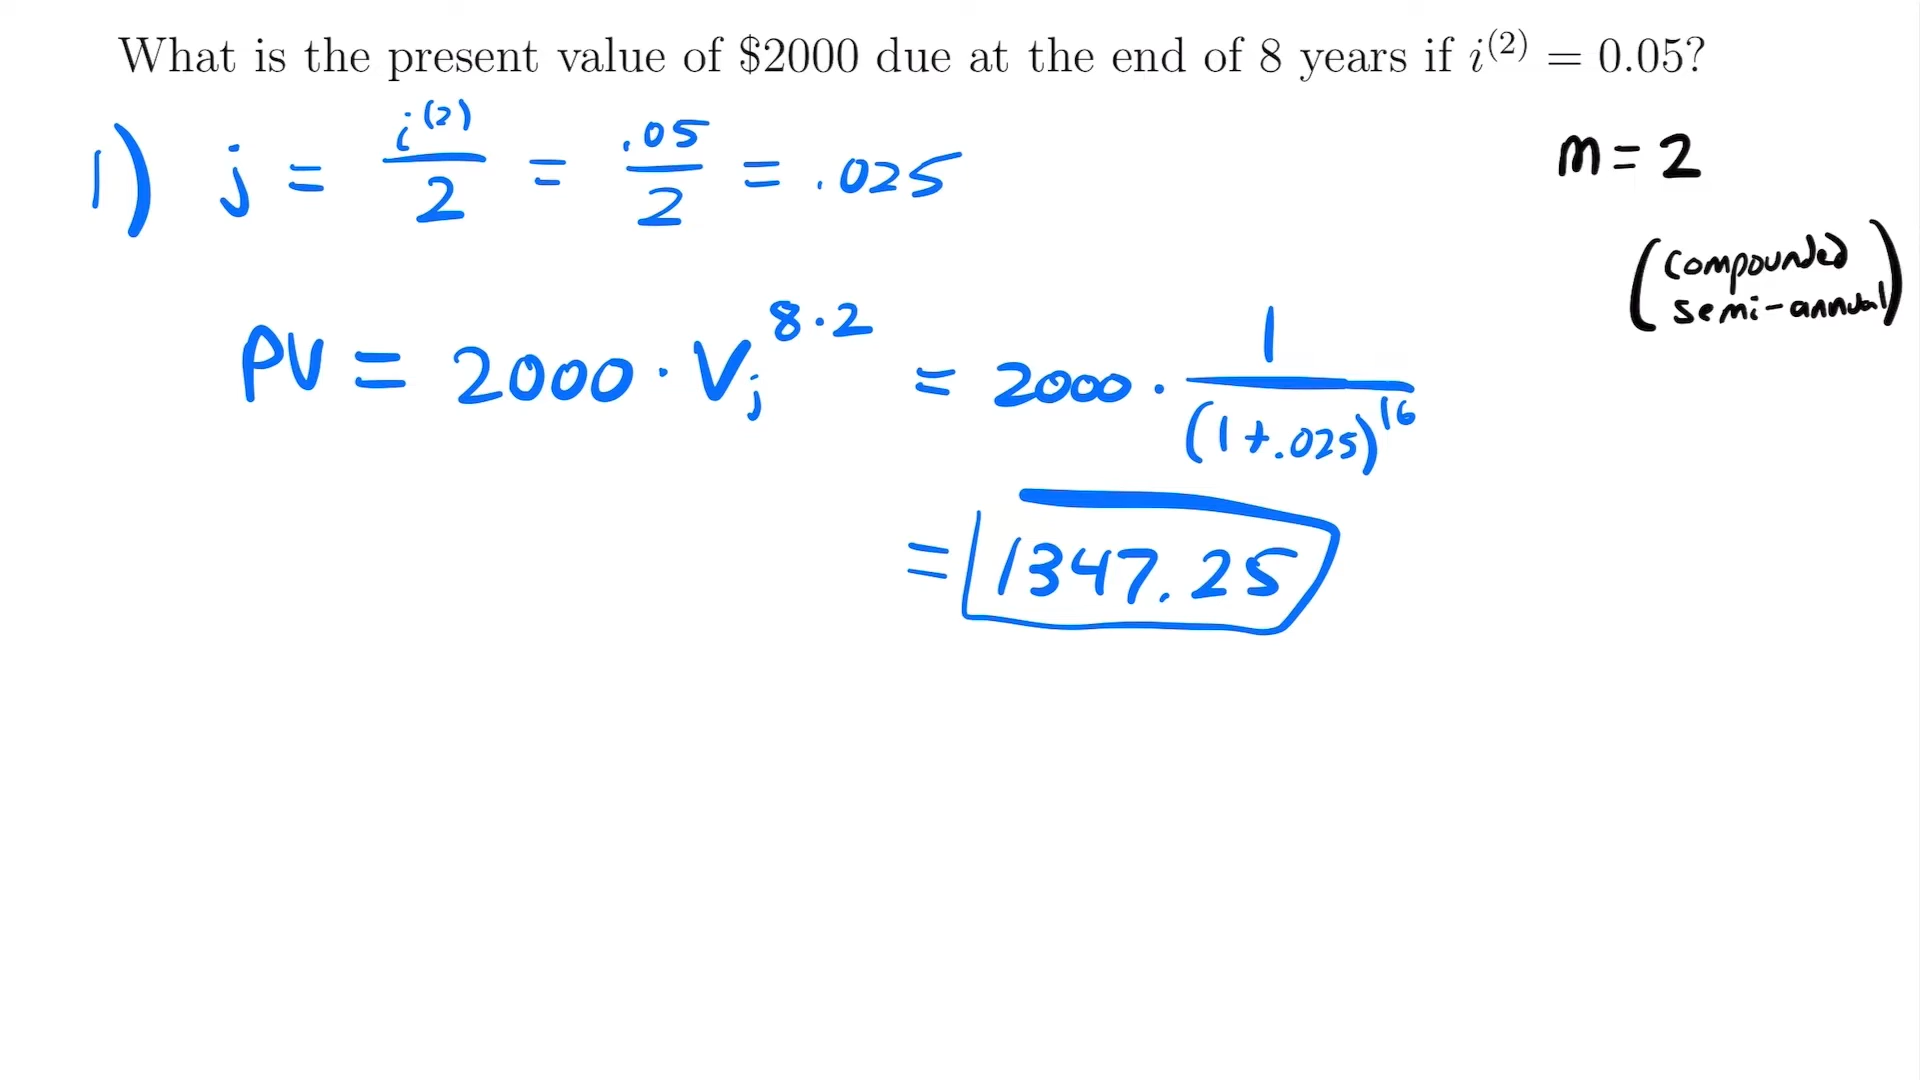 What is the present value of $2000 due at the end of 8 years if i^(2) = 0.05?
1) j = i^(2)/2 = .05/2 = .025
m = 2
(compounded semi-annual)
PV = 2000 · V_j^(8·2) = 2000 · 1/(1+.025)^16
= 1347.25